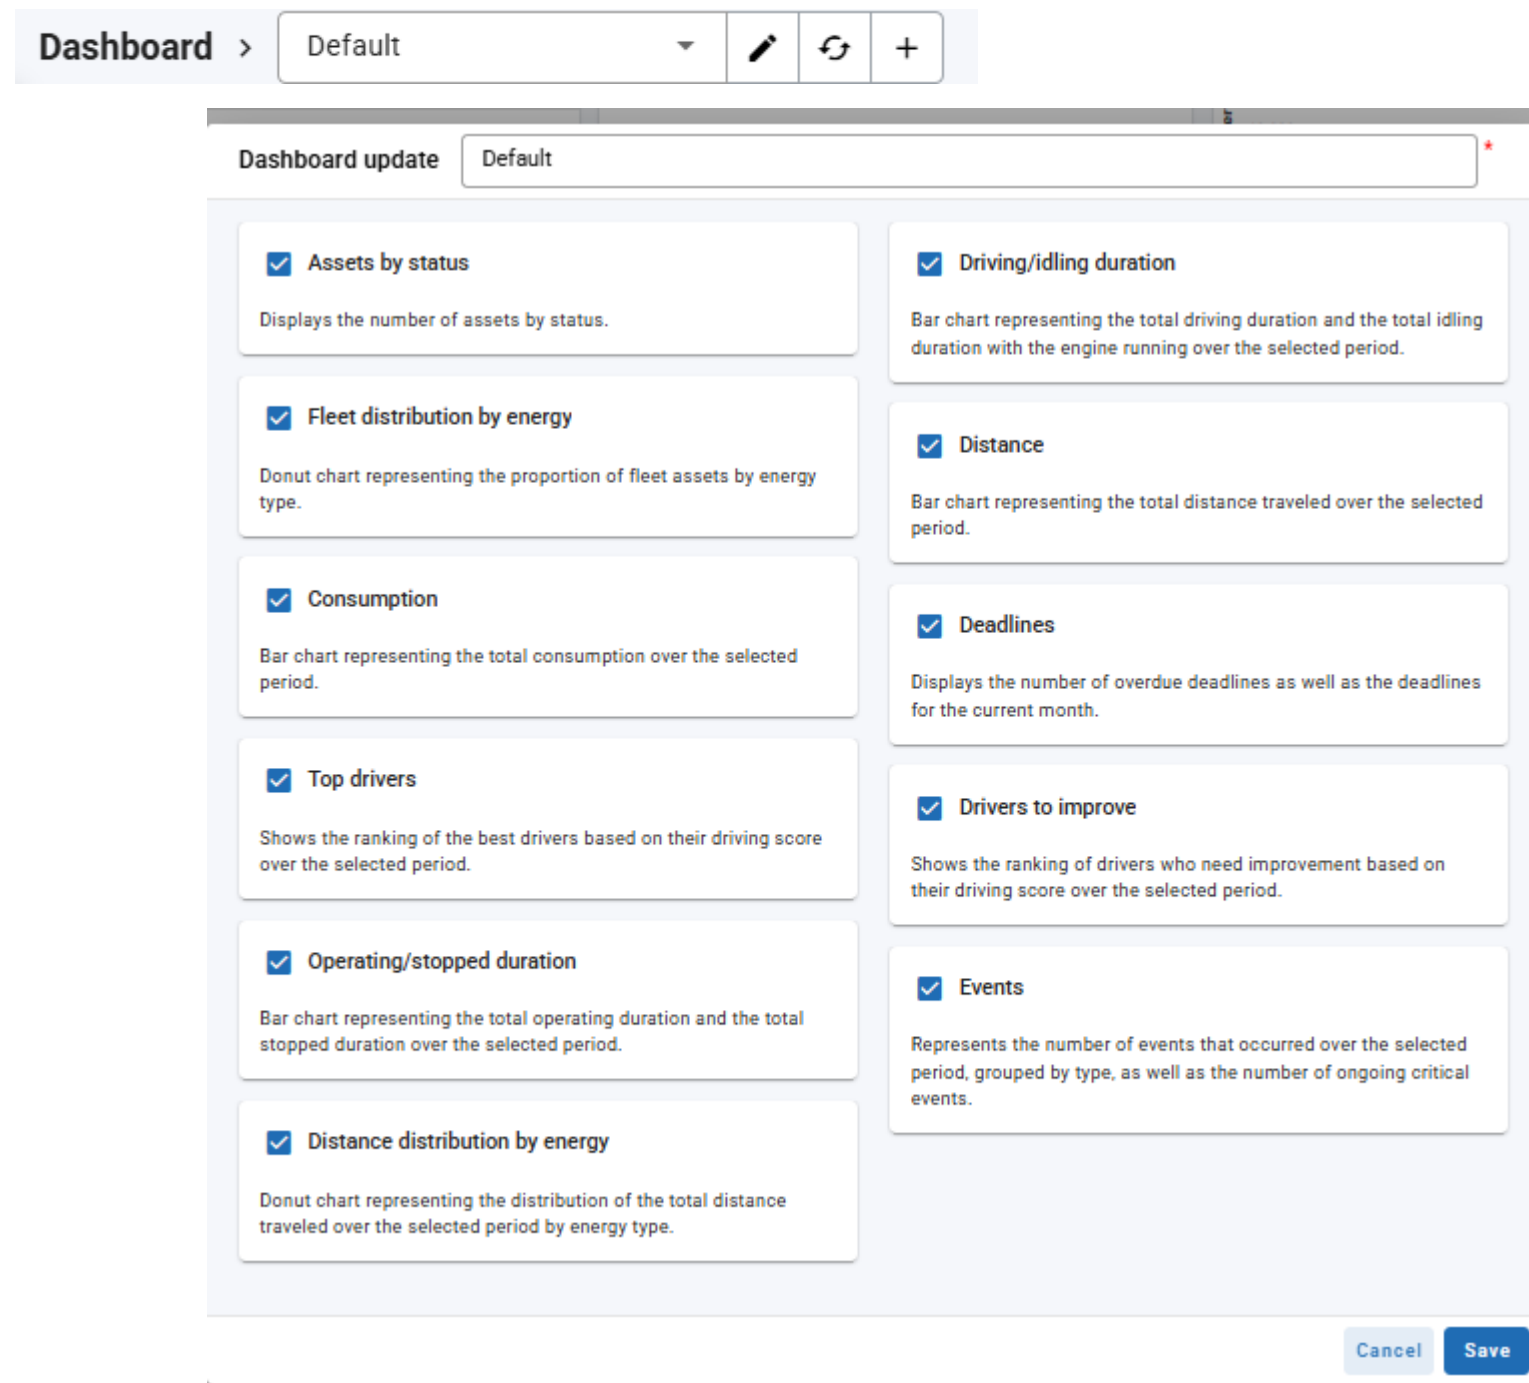 Dashboard > Default
Dashboard update Default *
Assets by status
Displays the number of assets by status.
Fleet distribution by energy
Donut chart representing the proportion of fleet assets by energy
type.
Consumption
Bar chart representing the total consumption over the selected
period.
Top drivers
Shows the ranking of the best drivers based on their driving score
over the selected period.
Operating/stopped duration
Bar chart representing the total operating duration and the total
stopped duration over the selected period.
Distance distribution by energy
Donut chart representing the distribution of the total distance
traveled over the selected period by energy type.
Driving/idling duration
Bar chart representing the total driving duration and the total idling
duration with the engine running over the selected period.
Distance
Bar chart representing the total distance traveled over the selected
period.
Deadlines
Displays the number of overdue deadlines as well as the deadlines
for the current month.
Drivers to improve
Shows the ranking of drivers who need improvement based on
their driving score over the selected period.
Events
Represents the number of events that occurred over the selected
period, grouped by type, as well as the number of ongoing critical
events.
Cancel Save